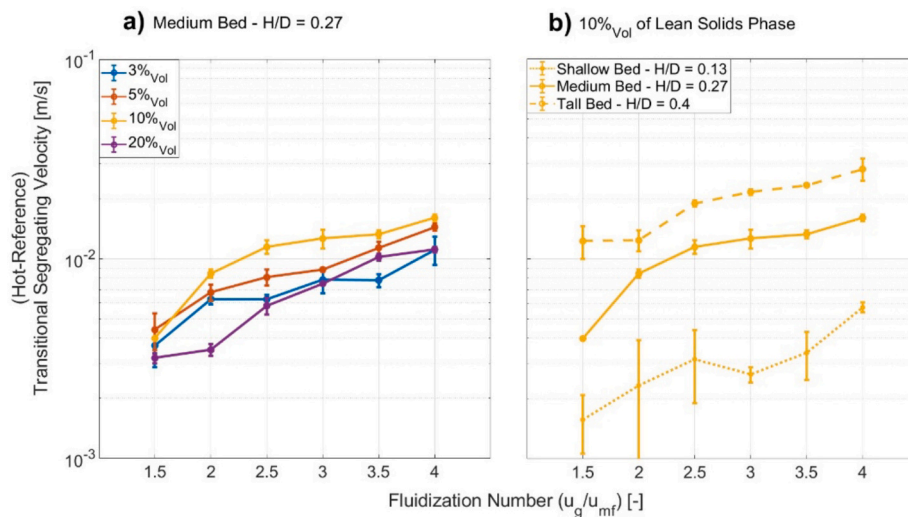 a) Medium Bed - H/D = 0.27
b) 10%Vol of Lean Solids Phase
(Hot-Reference)
Transitional Segregating Velocity [m/s]
10-1
10-2
10-3
3%Vol
5%Vol
10%Vol
20%Vol
Shallow Bed - H/D = 0.13
Medium Bed - H/D = 0.27
Tall Bed - H/D = 0.4
1.5 2 2.5 3 3.5 4
1.5 2 2.5 3 3.5 4
Fluidization Number (ug/umf) [-]